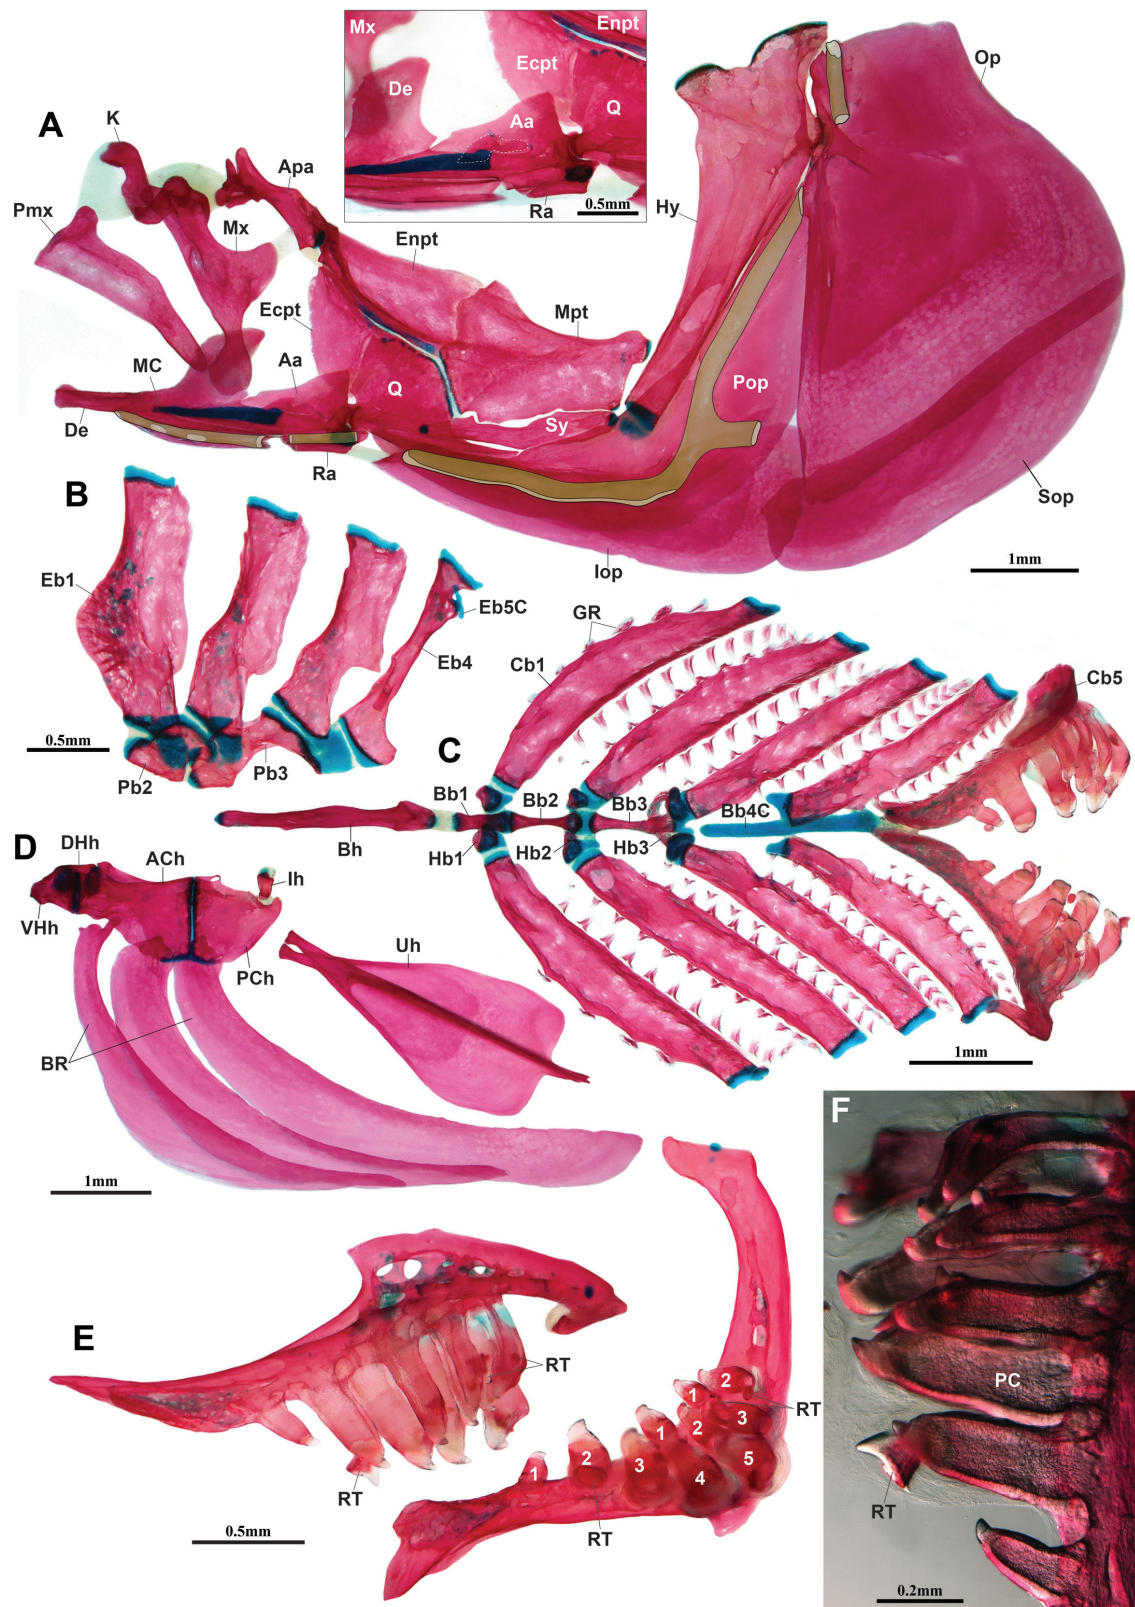 Mx
Enpt
Ecpt
De
Q
Aa
Ra
0.5mm
A
K
Pmx
Apa
Mx
Enpt
Ecpt
Mpt
MC
Aa
Q
De
Ra
Sy
Hy
Pop
Op
Sop
Iop
1mm
B
Eb1
Eb5C
Eb4
Pb2
Pb3
0.5mm
C
GR
Cb1
Cb5
Bb1
Bb2
Bb3
Bb4C
Bh
Hb1
Hb2
Hb3
1mm
D
DHh
ACh
Ih
VHh
PCh
Uh
BR
1mm
E
RT
RT
0.5mm
1
2
RT
1
2
3
1
2
3
4
5
RT
F
PC
RT
0.2mm